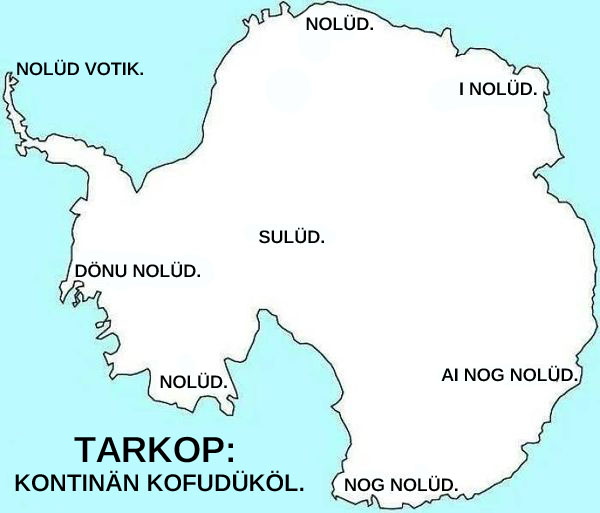 NOLÜD.
NOLÜD VOTIK.
I NOLÜD.
SULÜD.
DÖNU NOLÜD.
NOLÜD.
AI NOG NOLÜD.
TARKOP:
KONTINÄN KOFUDÜKÖL.
NOG NOLÜD.